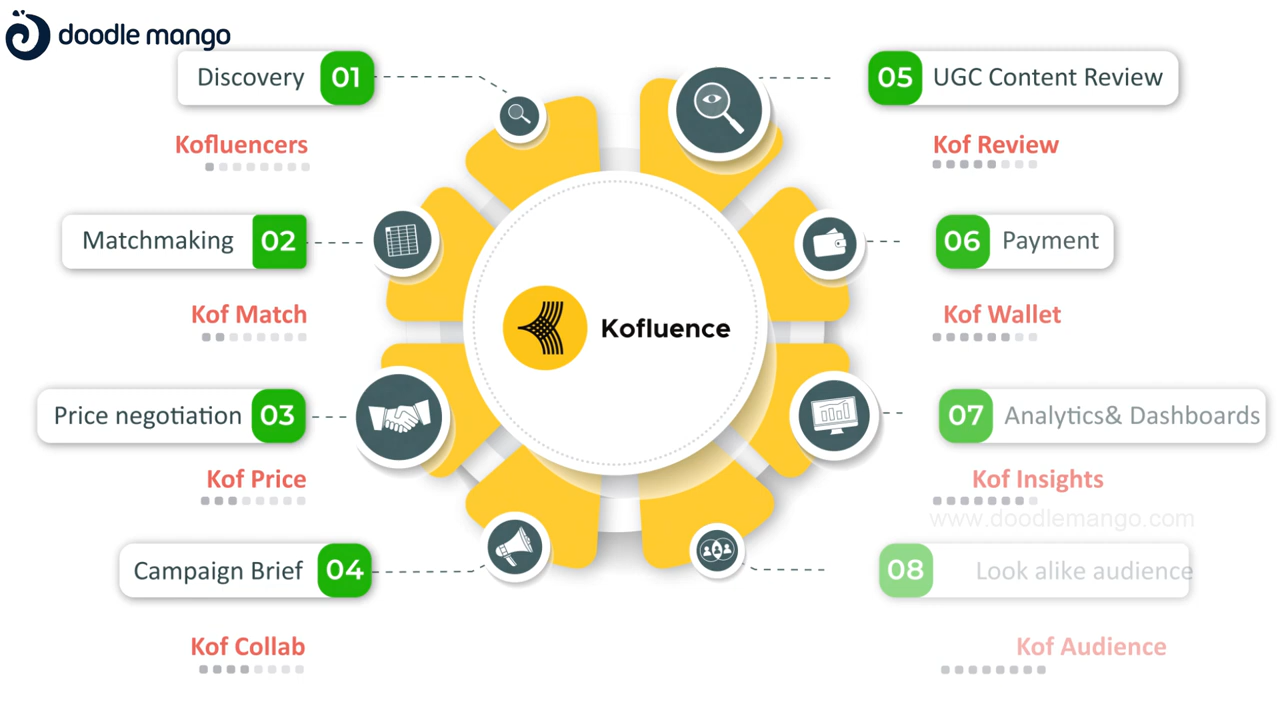 doodle mango
Discovery 01
Kofluencers
Matchmaking 02
Kof Match
Price negotiation 03
Kof Price
Campaign Brief 04
Kof Collab
Kofluence
05 UGC Content Review
Kof Review
06 Payment
Kof Wallet
07 Analytics& Dashboards
Kof Insights
www.doodlemango.com
08 Look alike audience
Kof Audience